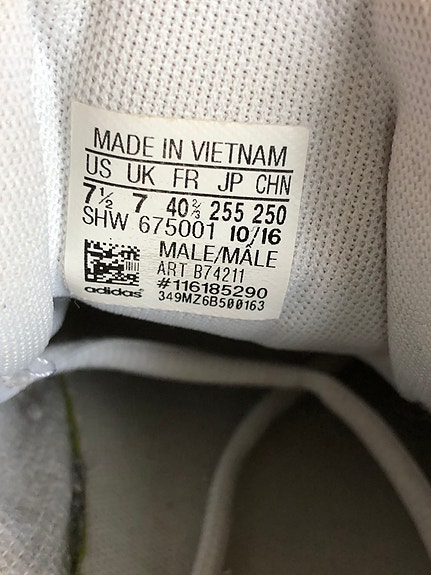 MADE IN VIETNAM
US UK FR JP CHN
7½ 7 40⅔ 255 250
SHW 675001 10/16
MALE/MÂLE
ART B74211
#116185290
adidas 349MZ6B500163